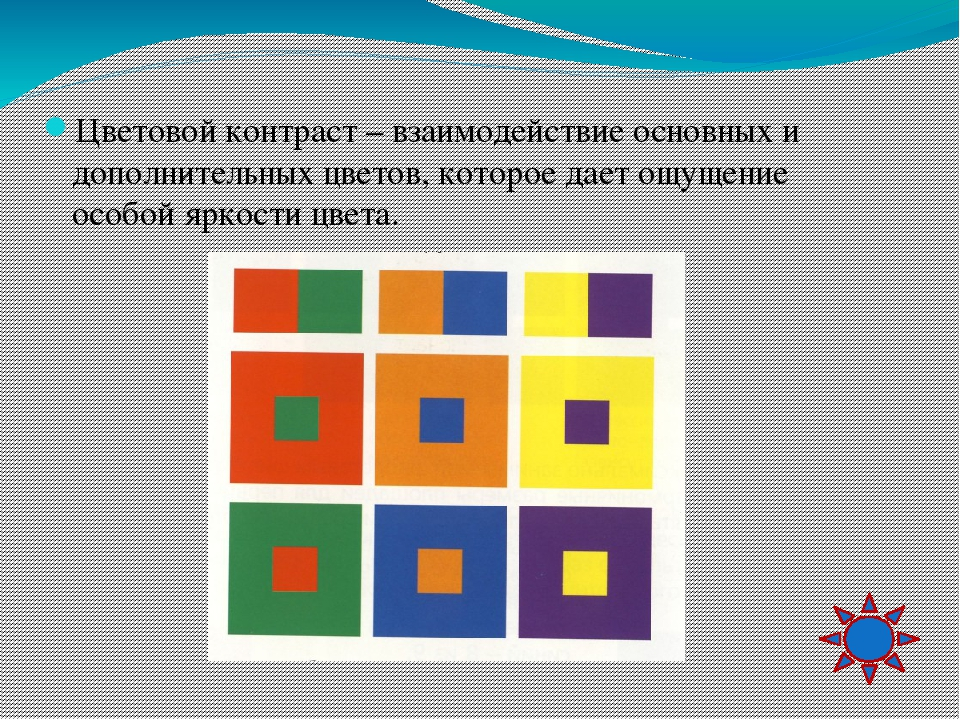 Цветовой контраст – взаимодействие основных и
дополнительных цветов, которое дает ощущение
особой яркости цвета.